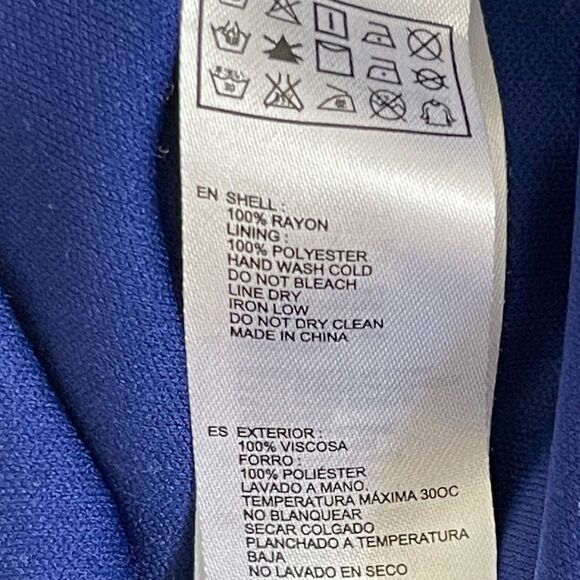 EN SHELL :
100% RAYON
LINING :
100% POLYESTER
HAND WASH COLD
DO NOT BLEACH
LINE DRY
IRON LOW
DO NOT DRY CLEAN
MADE IN CHINA
ES EXTERIOR :
100% VISCOSA
FORRO :
100% POLIÉSTER
LAVADO A MANO.
TEMPERATURA MÁXIMA 30OC
NO BLANQUEAR
SECAR COLGADO
PLANCHADO A TEMPERATURA
BAJA
NO LAVADO EN SECO